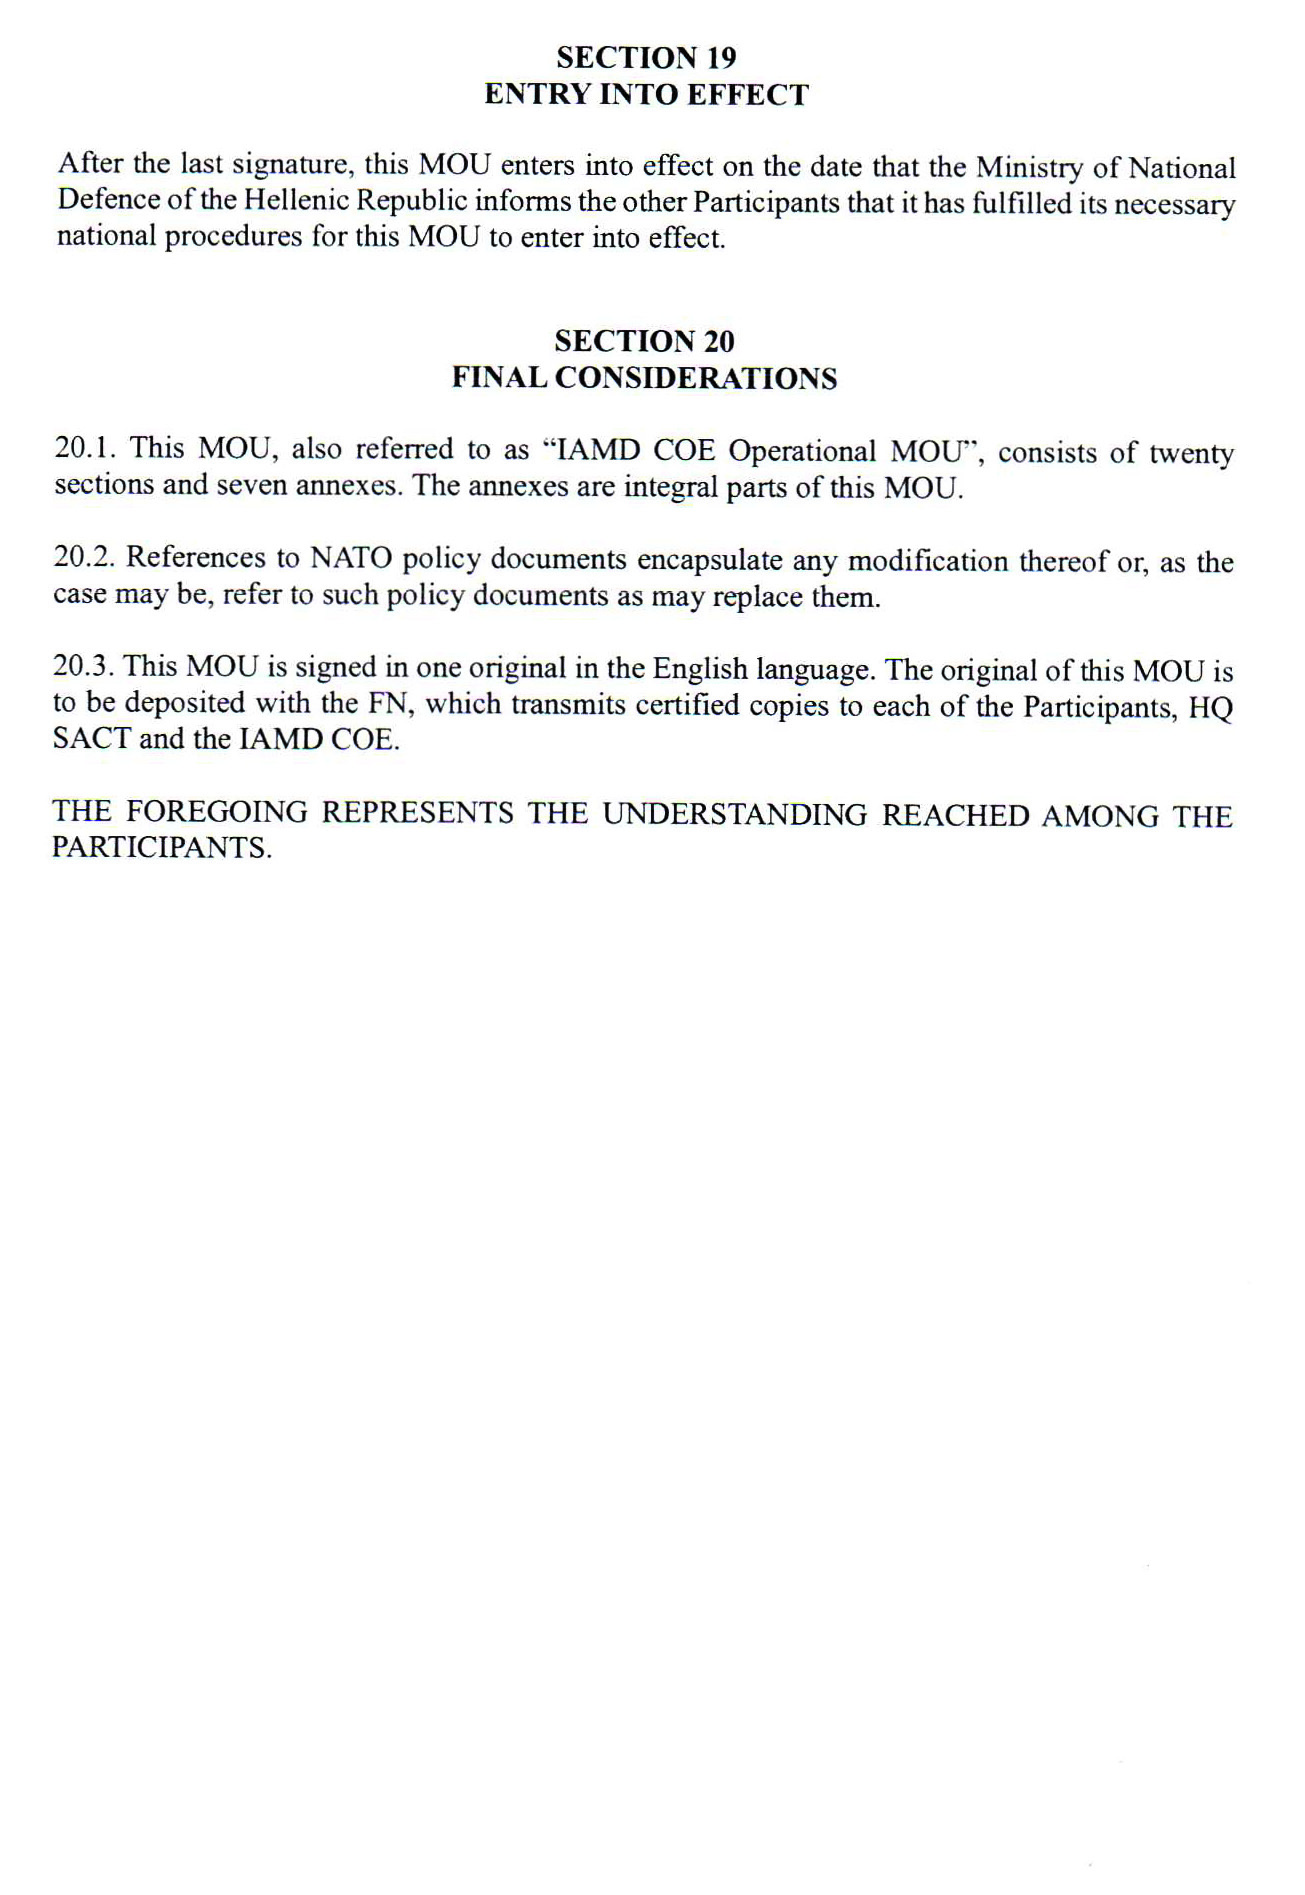 SECTION 19
ENTRY INTO EFFECT
After the last signature, this MOU enters into effect on the date that the Ministry of National
Defence of the Hellenic Republic informs the other Participants that it has fulfilled its necessary
national procedures for this MOU to enter into effect.
SECTION 20
FINAL CONSIDERATIONS
20.1. This MOU, also referred to as “IAMD COE Operational MOU”, consists of twenty
sections and seven annexes. The annexes are integral parts of this MOU.
20.2. References to NATO policy documents encapsulate any modification thereof or, as the
case may be, refer to such policy documents as may replace them.
20.3. This MOU is signed in one original in the English language. The original of this MOU is
to be deposited with the FN, which transmits certified copies to each of the Participants, HQ
SACT and the IAMD COE.
THE FOREGOING REPRESENTS THE UNDERSTANDING REACHED AMONG THE
PARTICIPANTS.